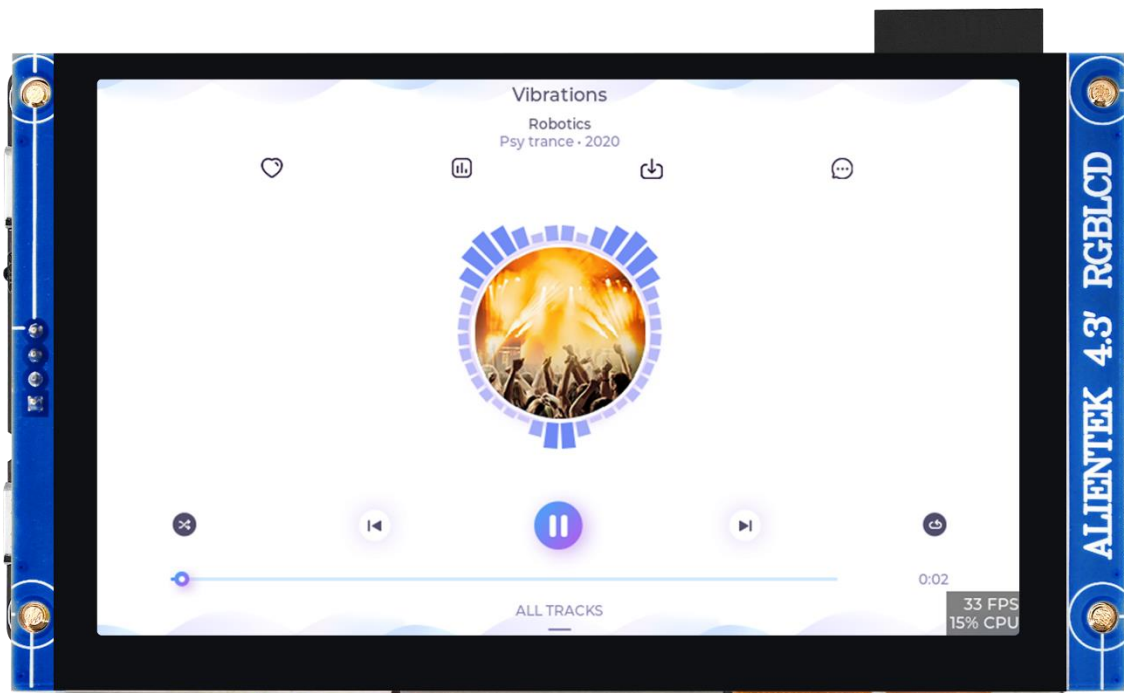 Vibrations
Robotics
Psy trance • 2020
0:02
ALL TRACKS
33 FPS
15% CPU
ALIENTEK 4.3' RGBLCD